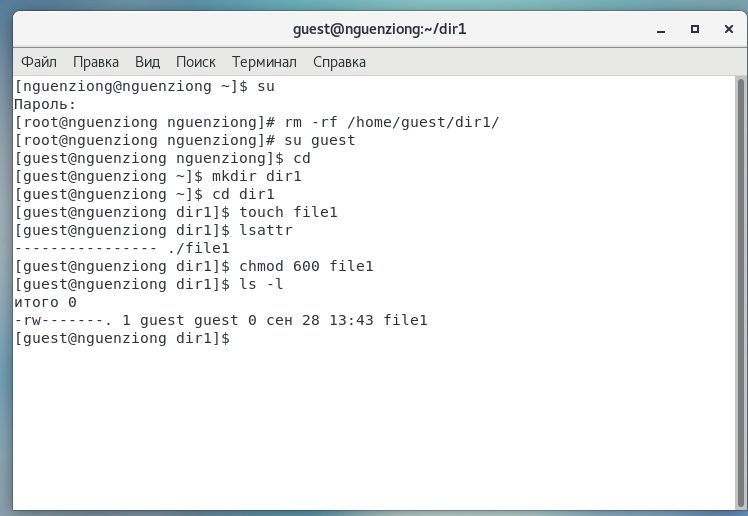 guest@nguenziong:~/dir1
Файл Правка Вид Поиск Терминал Справка
[nguenziong@nguenziong ~]$ su
Пароль:
[root@nguenziong nguenziong]# rm -rf /home/guest/dir1/
[root@nguenziong nguenziong]# su guest
[guest@nguenziong nguenziong]$ cd
[guest@nguenziong ~]$ mkdir dir1
[guest@nguenziong ~]$ cd dir1
[guest@nguenziong dir1]$ touch file1
[guest@nguenziong dir1]$ lsattr
---------------- ./file1
[guest@nguenziong dir1]$ chmod 600 file1
[guest@nguenziong dir1]$ ls -l
итого 0
-rw-------. 1 guest guest 0 сен 28 13:43 file1
[guest@nguenziong dir1]$